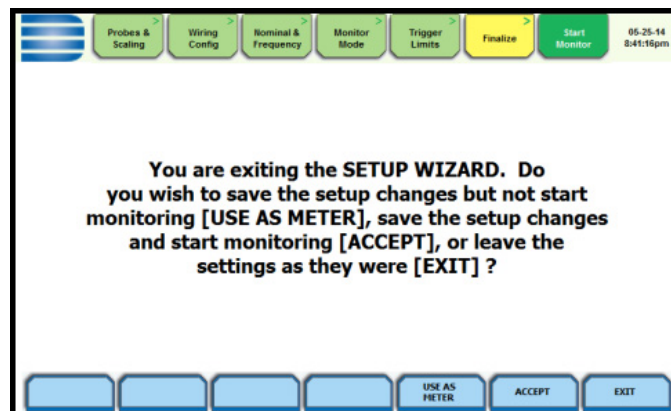 Probes & Scaling
Wiring Config
Nominal & Frequency
Monitor Mode
Trigger Limits
Finalize
Start Monitor
05-25-14
8:41:16pm
You are exiting the SETUP WIZARD. Do
you wish to save the setup changes but not start
monitoring [USE AS METER], save the setup changes
and start monitoring [ACCEPT], or leave the
settings as they were [EXIT] ?
USE AS METER
ACCEPT
EXIT